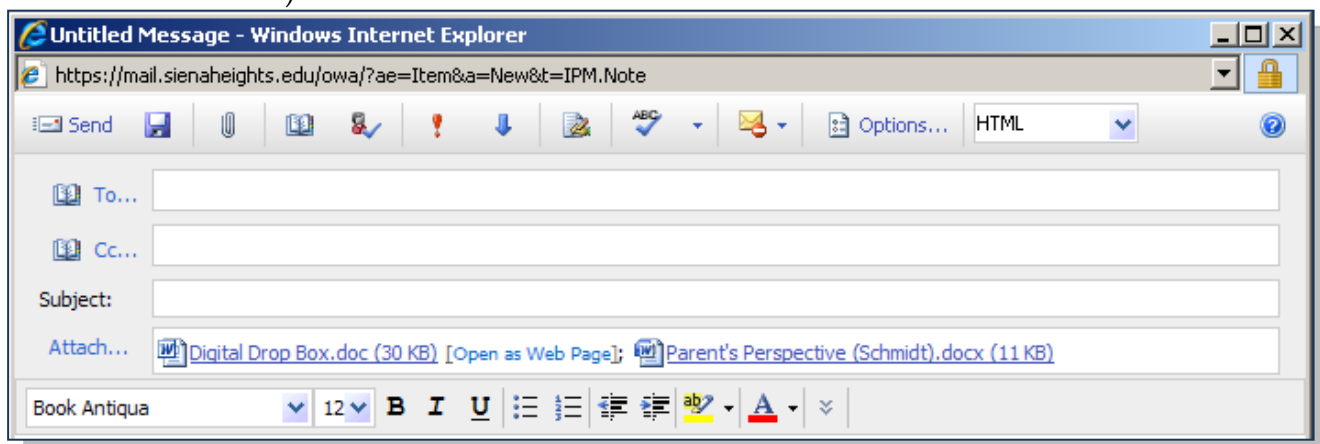 Untitled Message - Windows Internet Explorer
https://mail.sienaheights.edu/owa/?ae=Item&a=New&t=IPM.Note
Send ABC Options... HTML
To...
Cc...
Subject:
Attach... Digital Drop Box.doc (30 KB) [Open as Web Page]; Parent's Perspective (Schmidt).docx (11 KB)
Book Antiqua 12 B I U ab A